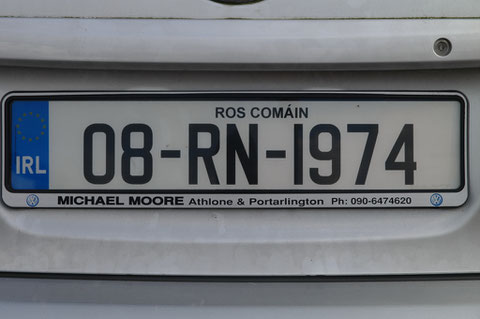 ROS COMÁIN
IRL 08-RN-1974
MICHAEL MOORE Athlone & Portarlington Ph: 090-6474620